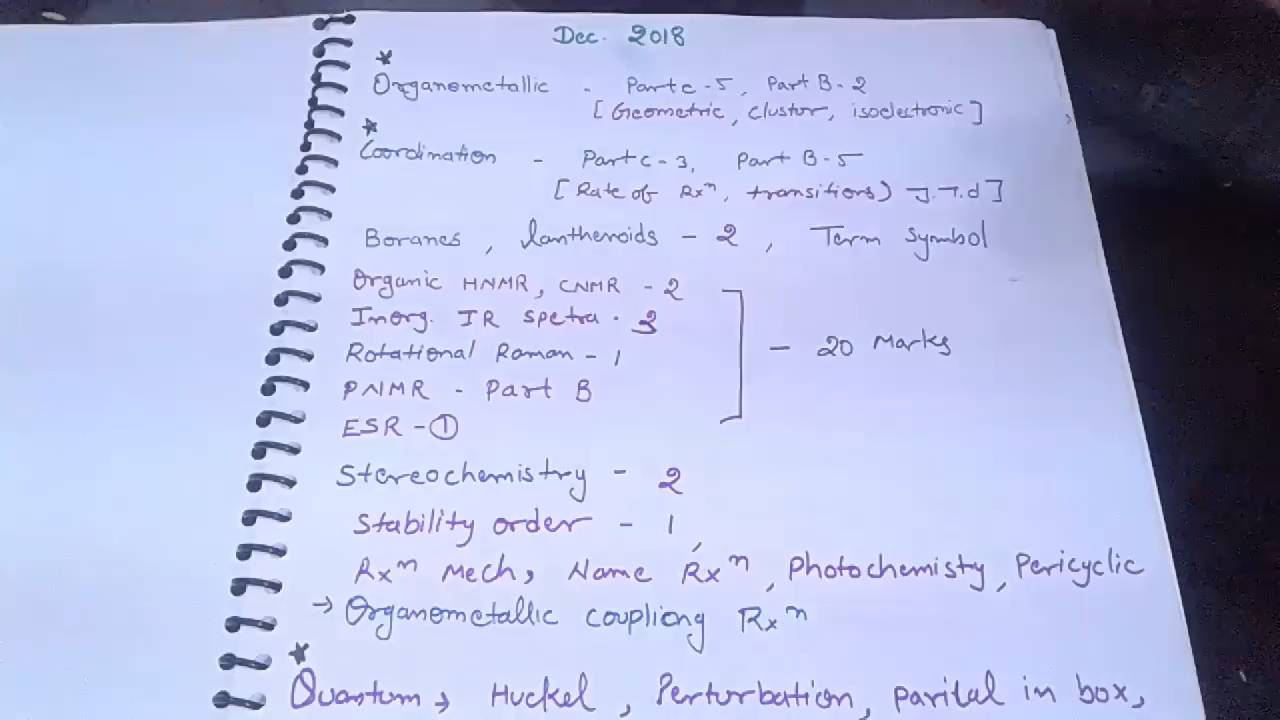 Dec. 2018
* Organometallic - Part c - 5, Part B - 2
[Geometric, cluster, isoelectronic]
* Coordination - Part c - 3, Part B - 5
[Rate of Rxⁿ, transitions) J.T.d]
Boranes, lanthenoids - 2, Term symbol
Organic HNMR, CNMR - 2
Inorg. IR spetra - 3
Rotational Raman - 1
] - 20 Marks
PNMR - Part B
ESR - ①
Stereochemistry - 2
Stability order - 1,
Rxⁿ Mech, Name Rxⁿ, Photochemisty, Pericyclic
→ Organometallic coupliong Rxⁿ
* Quantum → Huckel, Perturbation, parital in box,